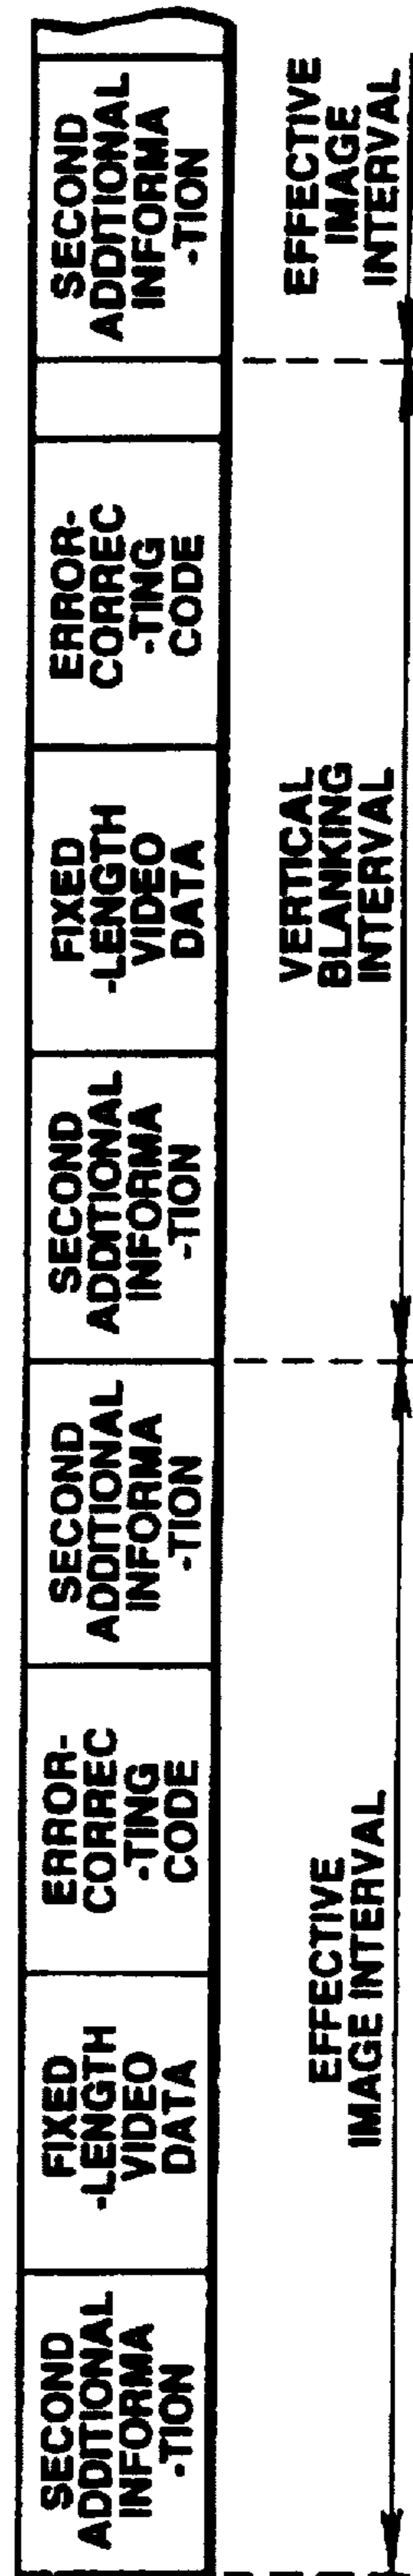 SECOND
ADDITIONAL
INFORMA
-TION
FIXED
-LENGTH
VIDEO
DATA
ERROR-
CORREC
-TING
CODE
SECOND
ADDITIONAL
INFORMA
-TION
SECOND
ADDITIONAL
INFORMA
-TION
FIXED
-LENGTH
VIDEO
DATA
ERROR-
CORREC
-TING
CODE
SECOND
ADDITIONAL
INFORMA
-TION
EFFECTIVE
IMAGE INTERVAL
VERTICAL
BLANKING
INTERVAL
EFFECTIVE
IMAGE
INTERVAL